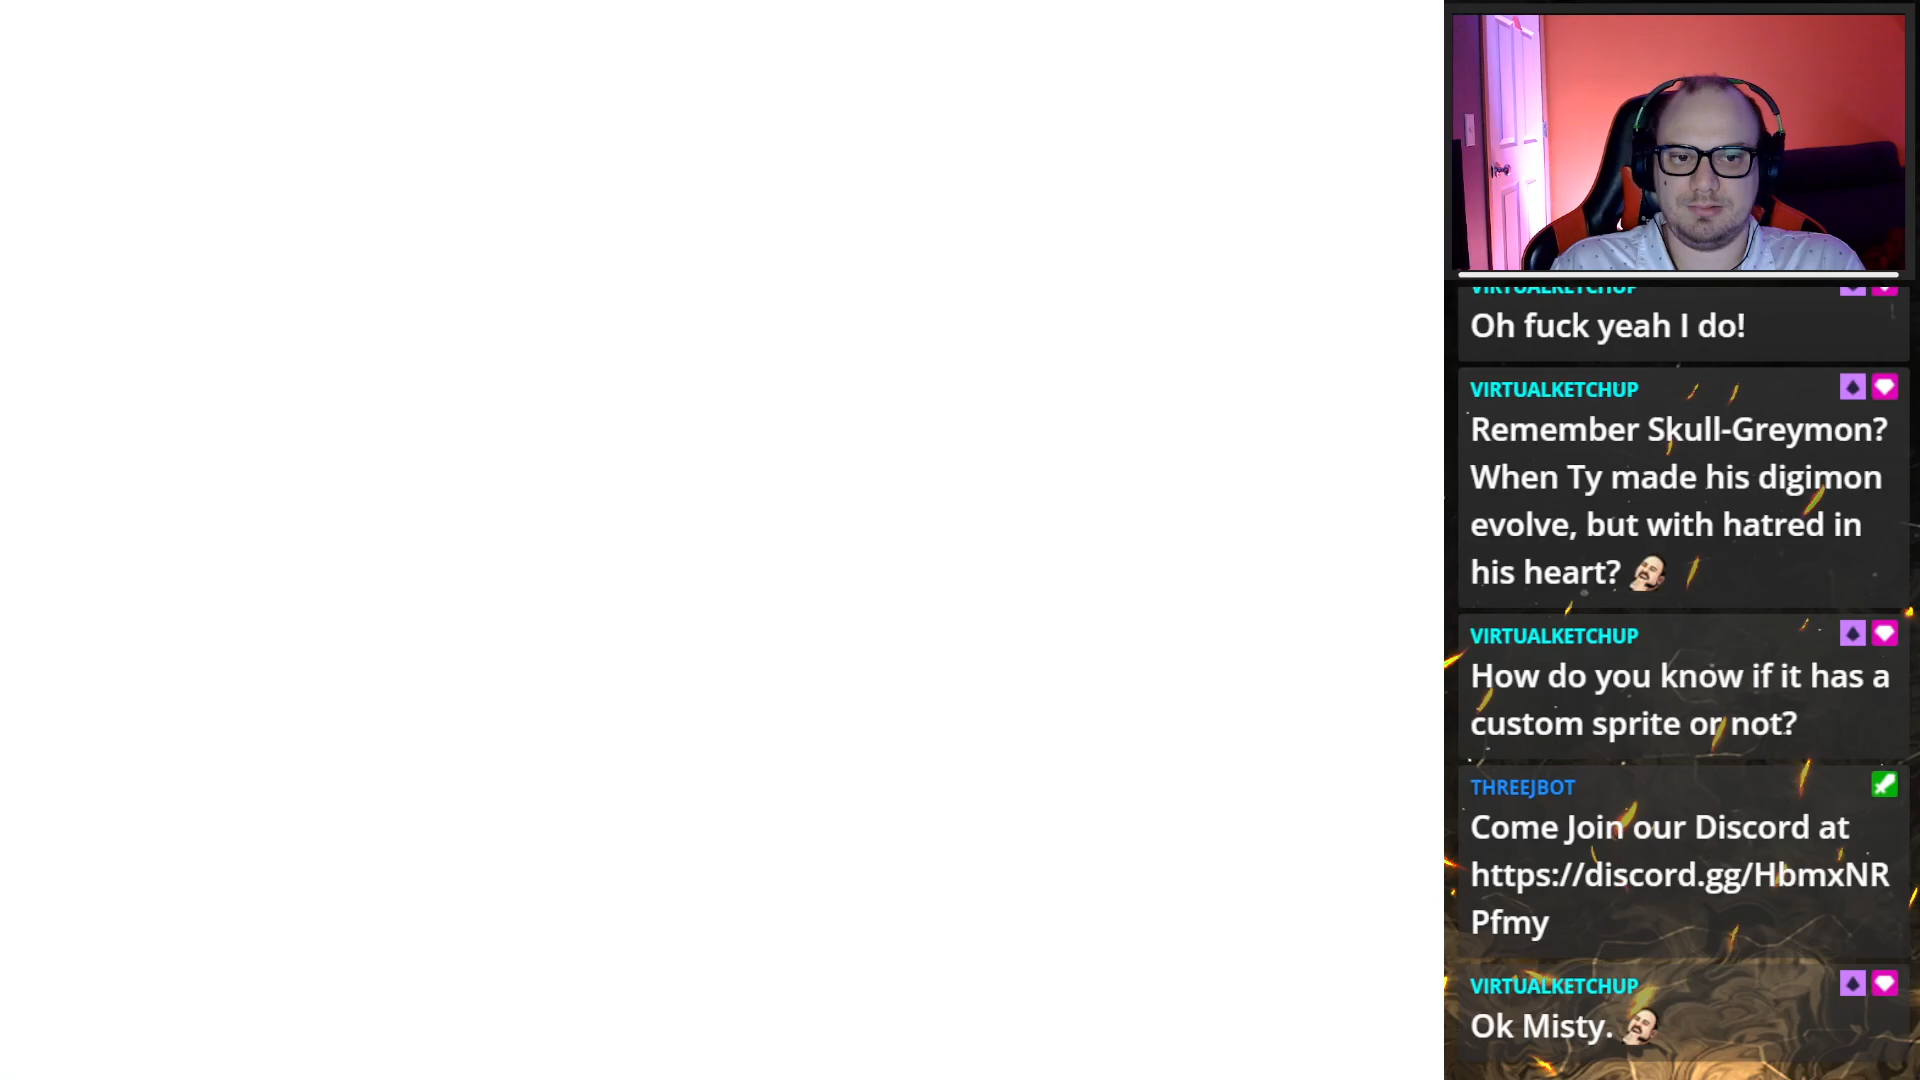 VIRTUALKETCHUP
Oh fuck yeah I do!
VIRTUALKETCHUP
Remember Skull-Greymon?
When Ty made his digimon
evolve, but with hatred in
his heart?
VIRTUALKETCHUP
How do you know if it has a
custom sprite or not?
THREEJBOT
Come Join our Discord at
https://discord.gg/HbmxNR
Pfmy
VIRTUALKETCHUP
Ok Misty.